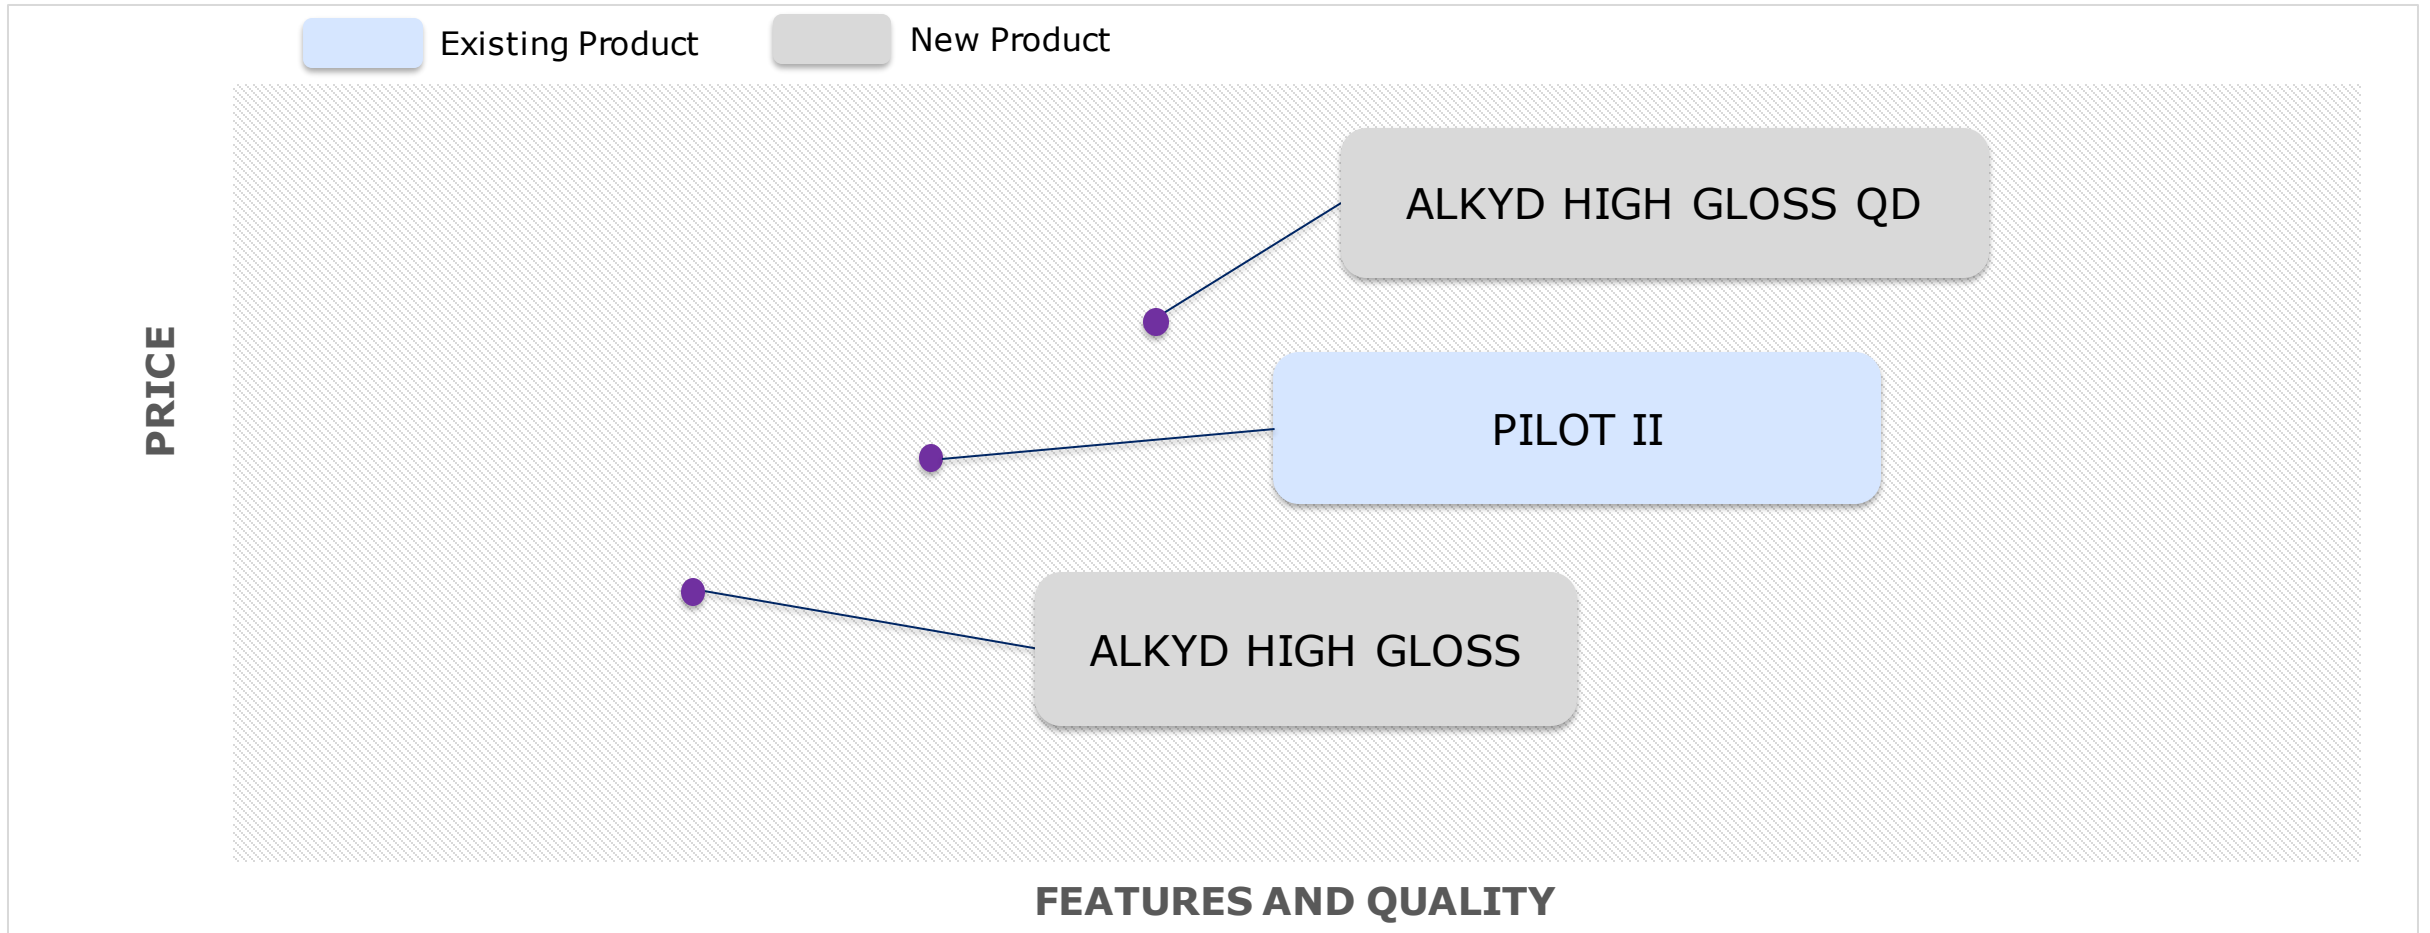 Existing Product
New Product
ALKYD HIGH GLOSS QD
PRICE
PILOT II
ALKYD HIGH GLOSS
FEATURES AND QUALITY